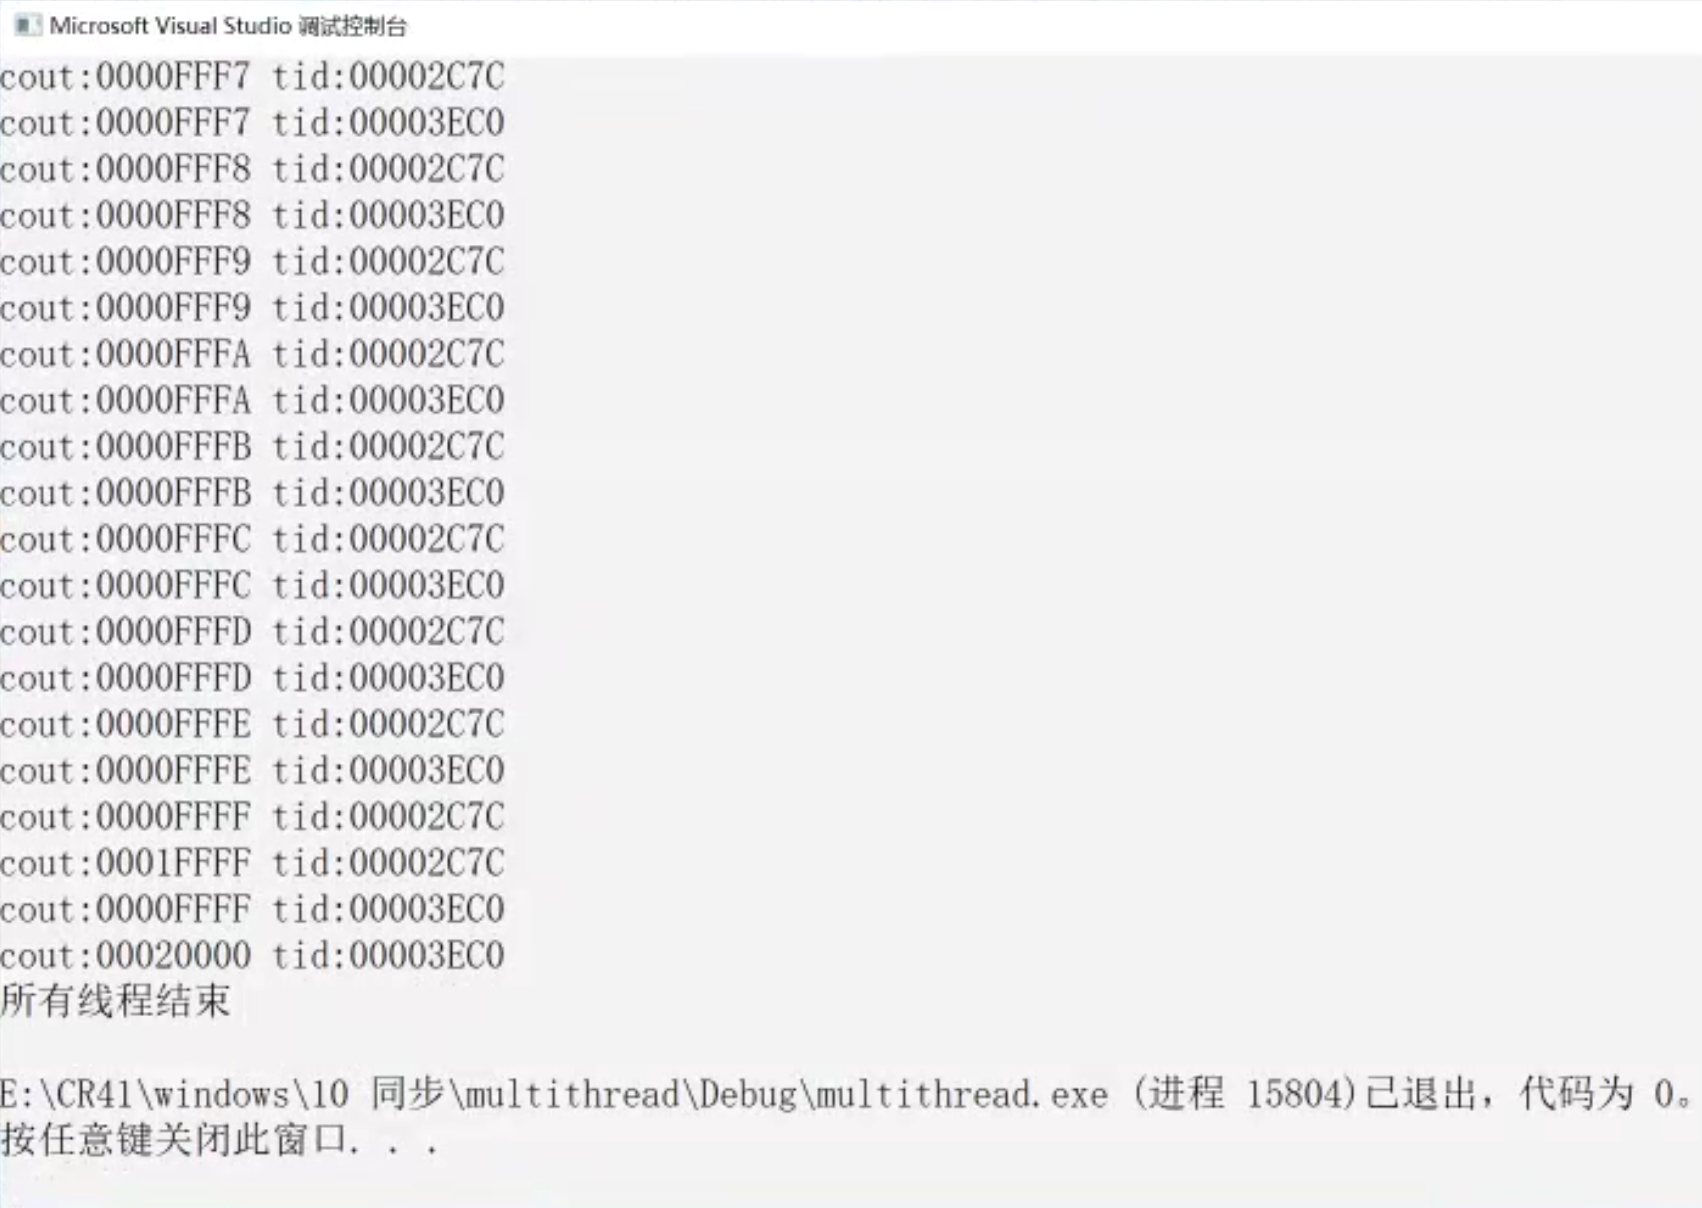 Microsoft Visual Studio 调试控制台
cout:0000FFF7 tid:00002C7C
cout:0000FFF7 tid:00003EC0
cout:0000FFF8 tid:00002C7C
cout:0000FFF8 tid:00003EC0
cout:0000FFF9 tid:00002C7C
cout:0000FFF9 tid:00003EC0
cout:0000FFFA tid:00002C7C
cout:0000FFFA tid:00003EC0
cout:0000FFFB tid:00002C7C
cout:0000FFFB tid:00003EC0
cout:0000FFFC tid:00002C7C
cout:0000FFFC tid:00003EC0
cout:0000FFFD tid:00002C7C
cout:0000FFFD tid:00003EC0
cout:0000FFFE tid:00002C7C
cout:0000FFFE tid:00003EC0
cout:0000FFFF tid:00002C7C
cout:0001FFFF tid:00002C7C
cout:0000FFFF tid:00003EC0
cout:00020000 tid:00003EC0
所有线程结束
E:\CR41\windows\10 同步\multithread\Debug\multithread.exe (进程 15804)已退出，代码为 0。
按任意键关闭此窗口. . .